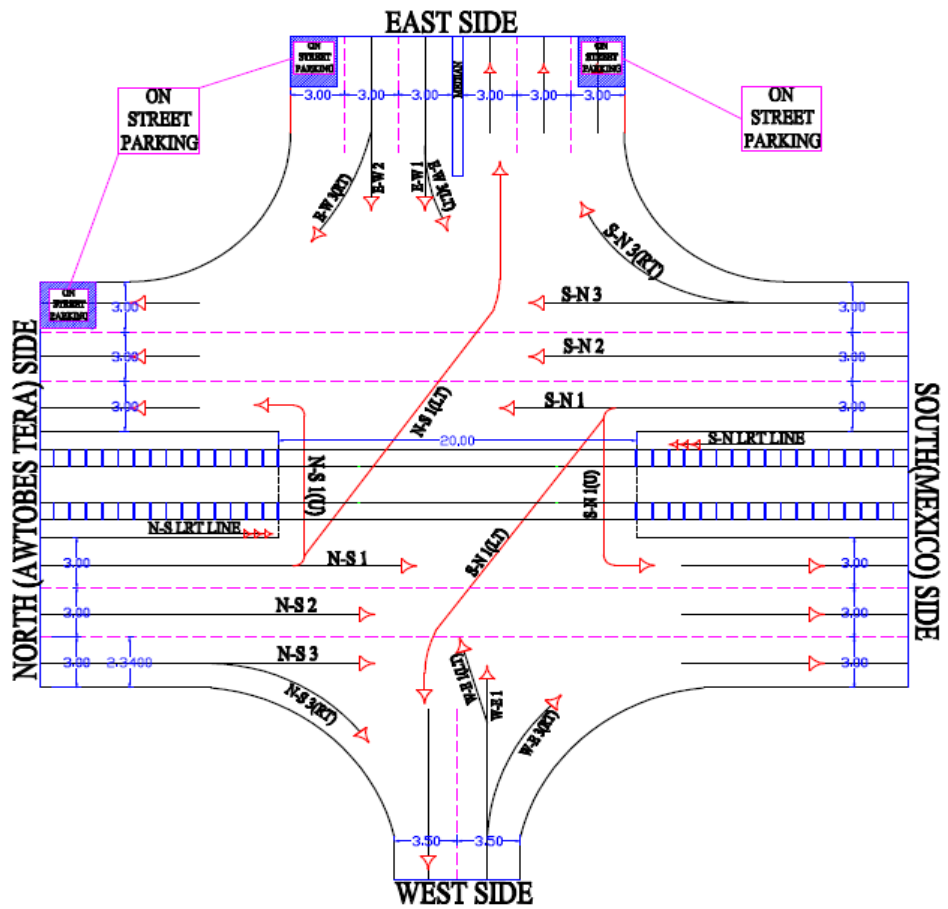 EAST SIDE
ON
STREET
PARKING
MEDIAN
ON
STREET
PARKING
3.00
3.00
3.00
3.00
3.00
3.00
ON
STREET
PARKING
ON
STREET
PARKING
E-W 3(RT)
E-W 2
E-W 1
E-W 3(LT)
S-N 3(RT)
ON
STREET
PARKING
3.00
S-N 3
3.00
3.00
S-N 2
3.00
3.00
S-N 1
3.00
N-S 1(LT)
20.00
S-N LRT LINE
N-S 1(U)
S-N 1(U)
N-S LRT LINE
S-N 1(LT)
NORTH (AWTOBES TERA) SIDE
SOUTH(MEXICO) SIDE
3.00
N-S 1
3.00
3.00
N-S 2
3.00
3.00
2.3400
N-S 3
3.00
N-S 3(RT)
W-E 1(LT)
W-E 1
W-E 3(RT)
3.50
3.50
WEST SIDE